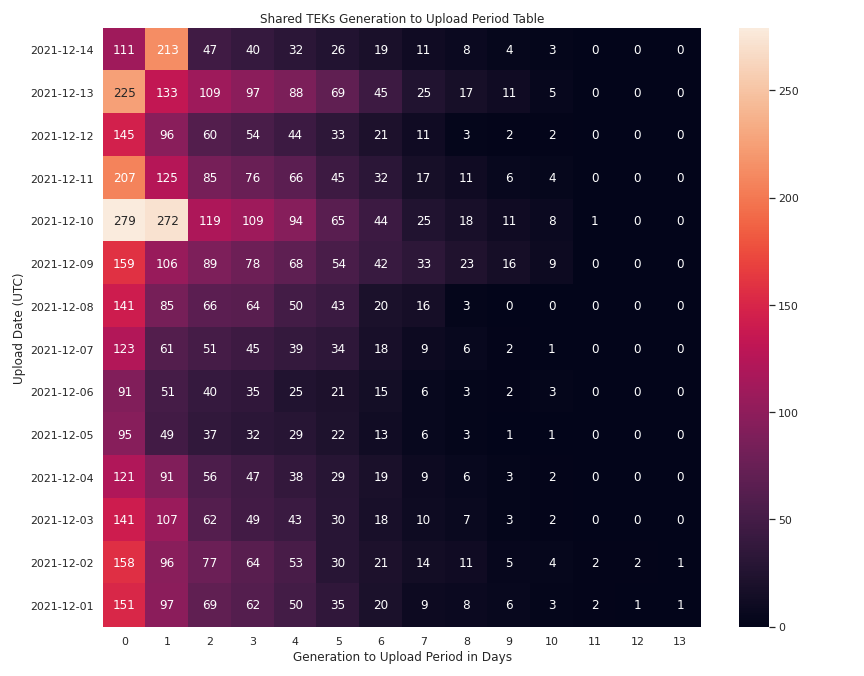 Shared TEKs Generation to Upload Period Table
Upload Date (UTC)
2021-12-14 111 213 47 40 32 26 19 11 8 4 3 0 0 0
2021-12-13 225 133 109 97 88 69 45 25 17 11 5 0 0 0
2021-12-12 145 96 60 54 44 33 21 11 3 2 2 0 0 0
2021-12-11 207 125 85 76 66 45 32 17 11 6 4 0 0 0
2021-12-10 279 272 119 109 94 65 44 25 18 11 8 1 0 0
2021-12-09 159 106 89 78 68 54 42 33 23 16 9 0 0 0
2021-12-08 141 85 66 64 50 43 20 16 3 0 0 0 0 0
2021-12-07 123 61 51 45 39 34 18 9 6 2 1 0 0 0
2021-12-06 91 51 40 35 25 21 15 6 3 2 3 0 0 0
2021-12-05 95 49 37 32 29 22 13 6 3 1 1 0 0 0
2021-12-04 121 91 56 47 38 29 19 9 6 3 2 0 0 0
2021-12-03 141 107 62 49 43 30 18 10 7 3 2 0 0 0
2021-12-02 158 96 77 64 53 30 21 14 11 5 4 2 2 1
2021-12-01 151 97 69 62 50 35 20 9 8 6 3 2 1 1
0 1 2 3 4 5 6 7 8 9 10 11 12 13
Generation to Upload Period in Days
250
200
150
100
50
0